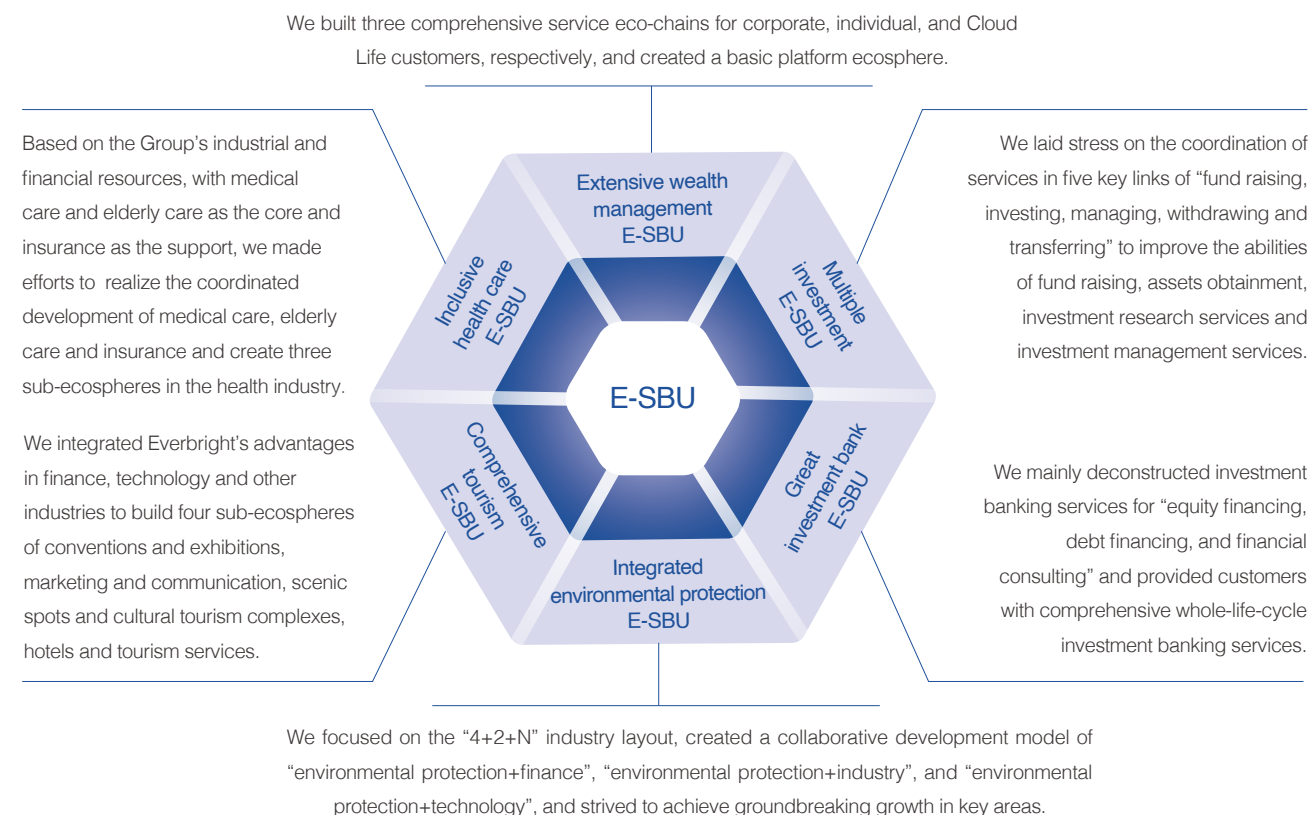 We built three comprehensive service eco-chains for corporate, individual, and Cloud
Life customers, respectively, and created a basic platform ecosphere.
Based on the Group’s industrial and
financial resources, with medical
care and elderly care as the core and
insurance as the support, we made
efforts to realize the coordinated
development of medical care, elderly
care and insurance and create three
sub-ecospheres in the health industry.
We laid stress on the coordination of
services in five key links of “fund raising,
investing, managing, withdrawing and
transferring” to improve the abilities
of fund raising, assets obtainment,
investment research services and
investment management services.
Extensive wealth
management
E-SBU
Inclusive
health care
E-SBU
Multiple
investment
E-SBU
E-SBU
Comprehensive
tourism
E-SBU
Great
investment bank
E-SBU
Integrated
environmental protection
E-SBU
We integrated Everbright’s advantages
in finance, technology and other
industries to build four sub-ecospheres
of conventions and exhibitions,
marketing and communication, scenic
spots and cultural tourism complexes,
hotels and tourism services.
We mainly deconstructed investment
banking services for “equity financing,
debt financing, and financial
consulting” and provided customers
with comprehensive whole-life-cycle
investment banking services.
We focused on the “4+2+N” industry layout, created a collaborative development model of
“environmental protection+finance”, “environmental protection+industry”, and “environmental
protection+technology”, and strived to achieve groundbreaking growth in key areas.